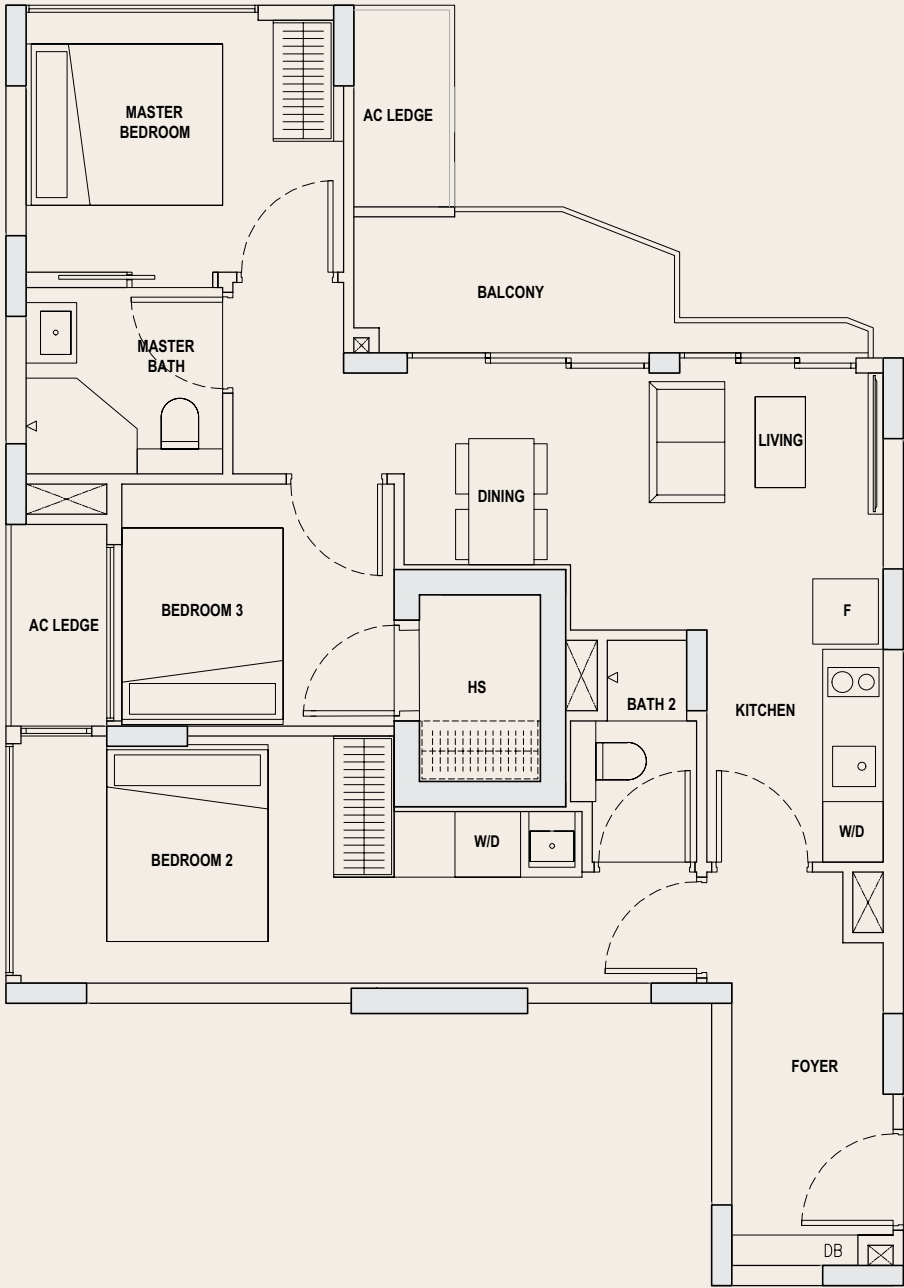 MASTER
BEDROOM
AC LEDGE
BALCONY
MASTER
BATH
LIVING
DINING
AC LEDGE
BEDROOM 3
F
HS
BATH 2
KITCHEN
W/D
W/D
BEDROOM 2
FOYER
DB